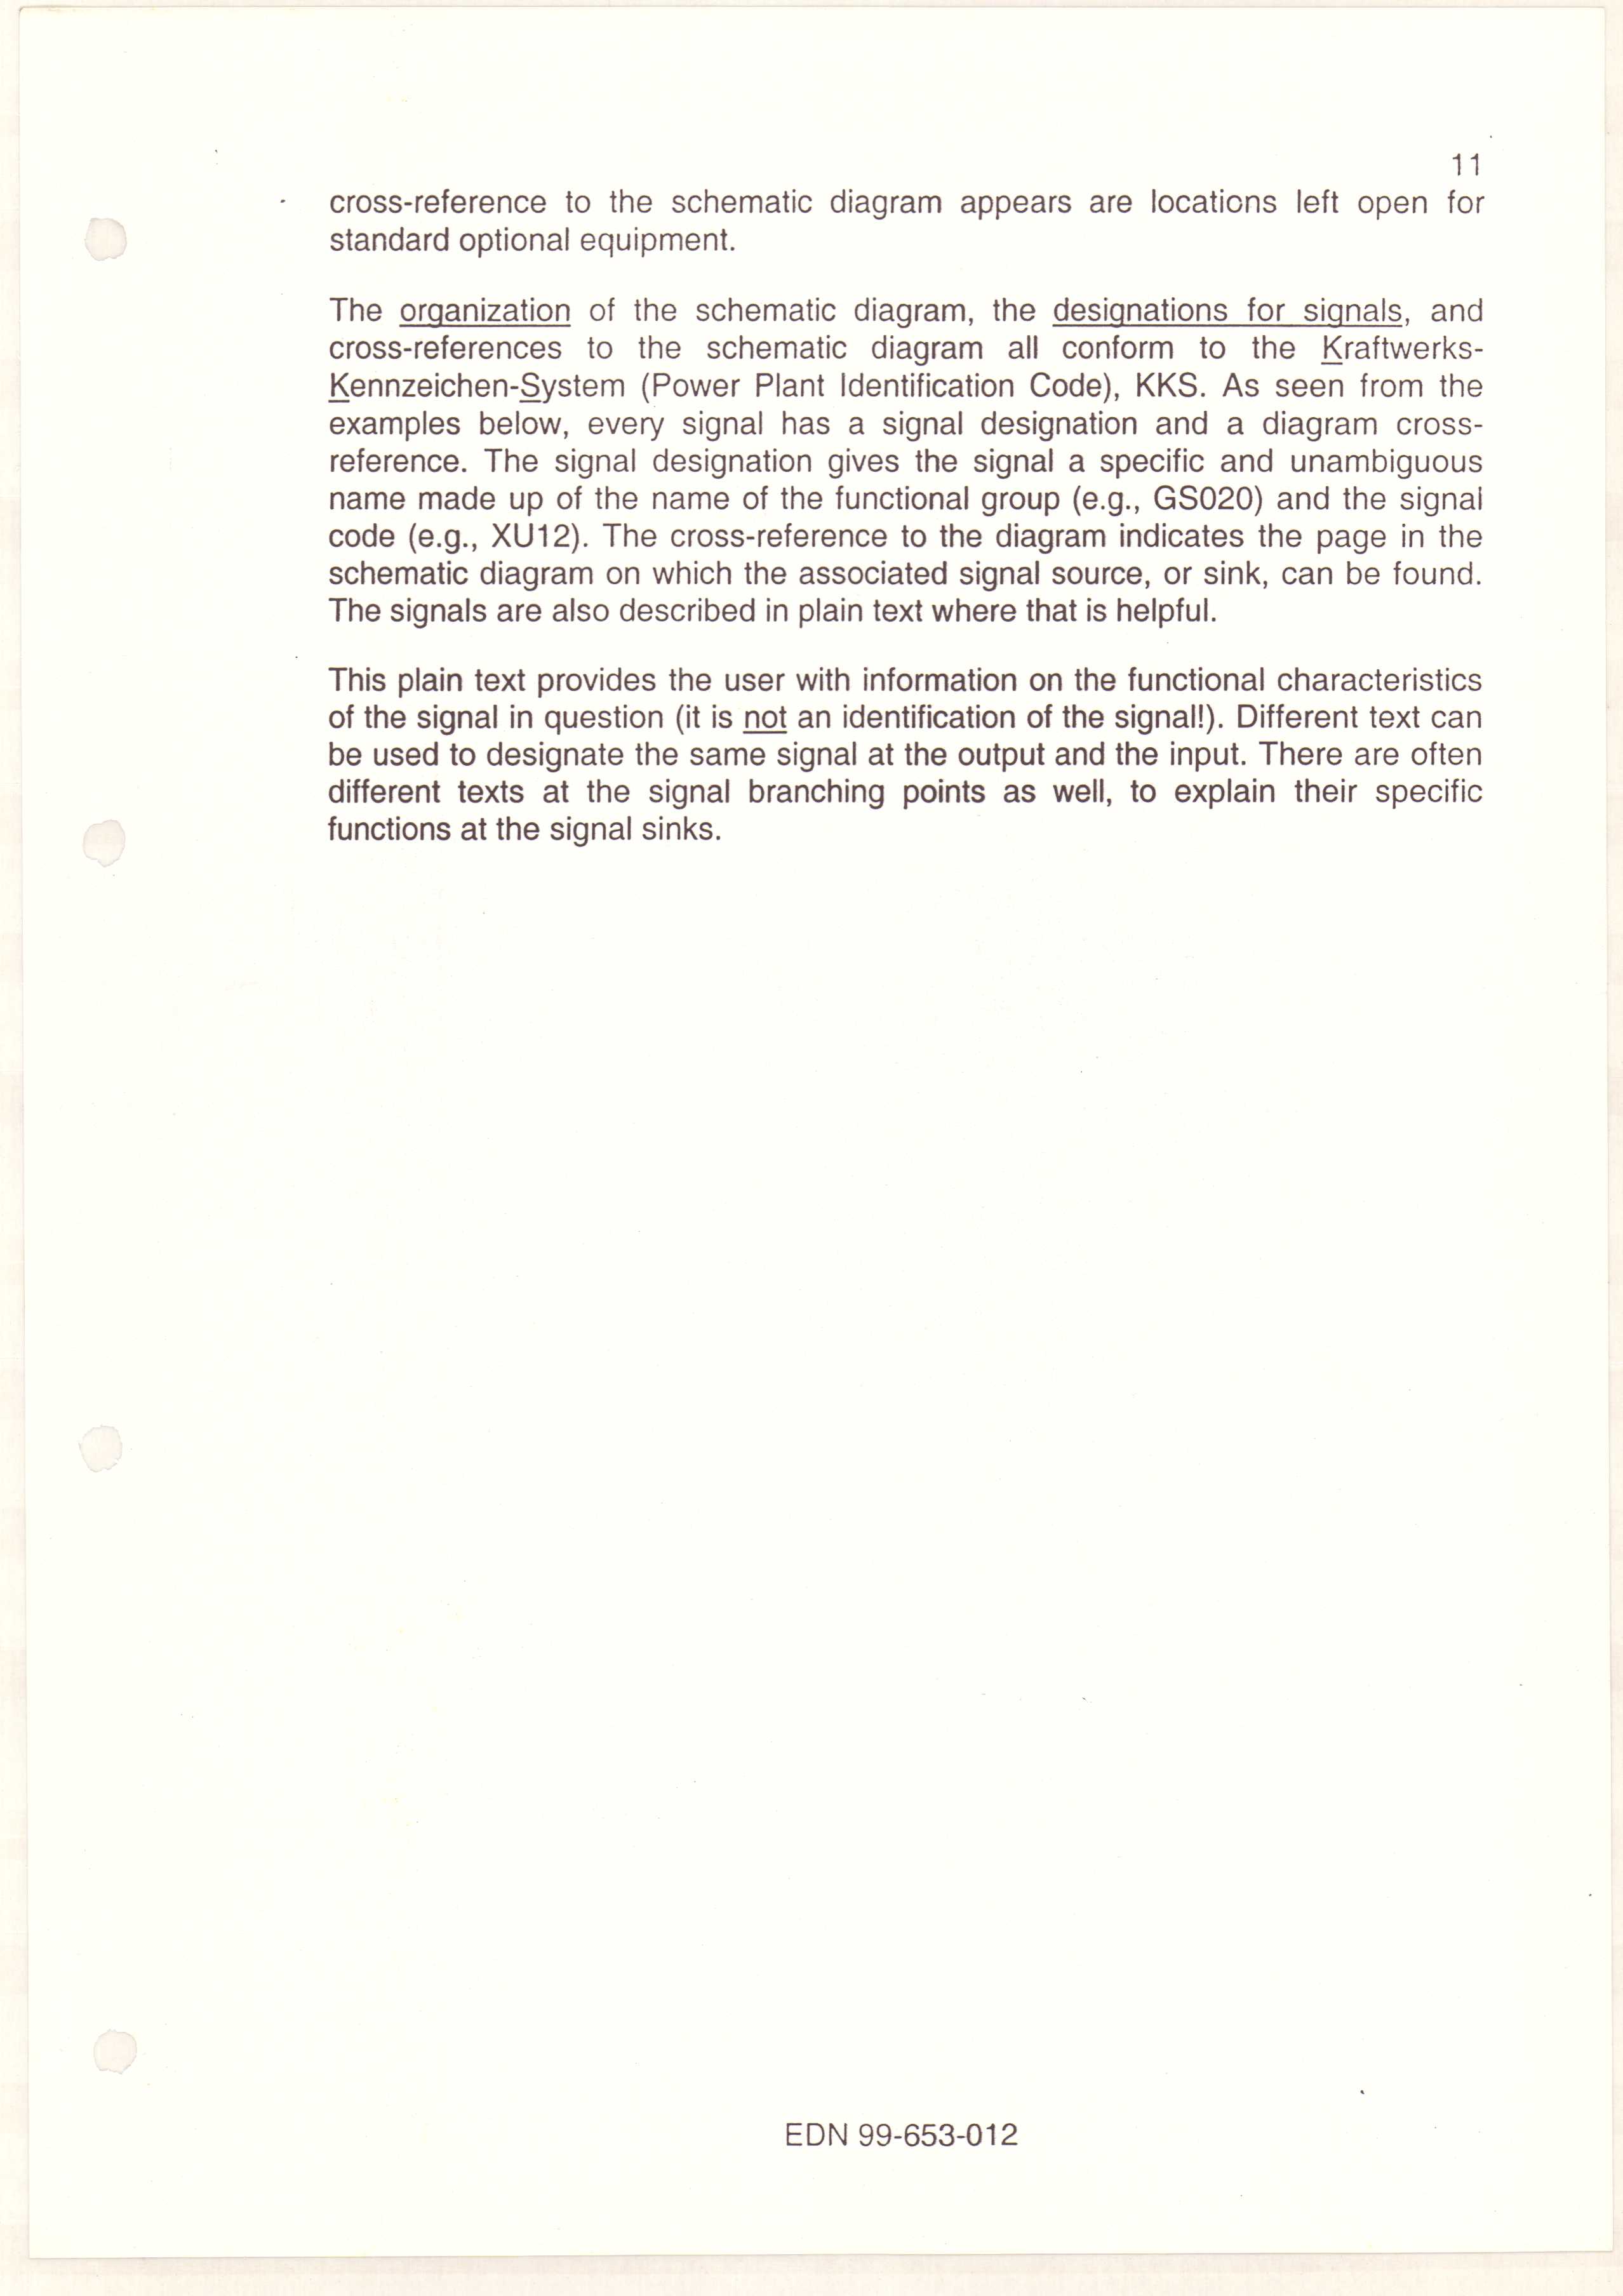 11
cross-reference to the schematic diagram appears are locations left open for
standard optional equipment.
The organization of the schematic diagram, the designations for signals, and
cross-references to the schematic diagram all conform to the Kraftwerks-
Kennzeichen-System (Power Plant Identification Code), KKS. As seen from the
examples below, every signal has a signal designation and a diagram cross-
reference. The signal designation gives the signal a specific and unambiguous
name made up of the name of the functional group (e.g., GS020) and the signal
code (e.g., XU12). The cross-reference to the diagram indicates the page in the
schematic diagram on which the associated signal source, or sink, can be found.
The signals are also described in plain text where that is helpful.
This plain text provides the user with information on the functional characteristics
of the signal in question (it is not an identification of the signal!). Different text can
be used to designate the same signal at the output and the input. There are often
different texts at the signal branching points as well, to explain their specific
functions at the signal sinks.
EDN 99-653-012